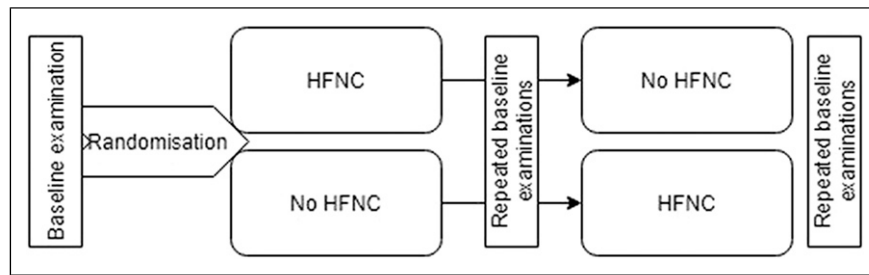 Baseline examination
Randomisation
HFNC
No HFNC
Repeated baseline
examinations
No HFNC
HFNC
Repeated baseline
examinations